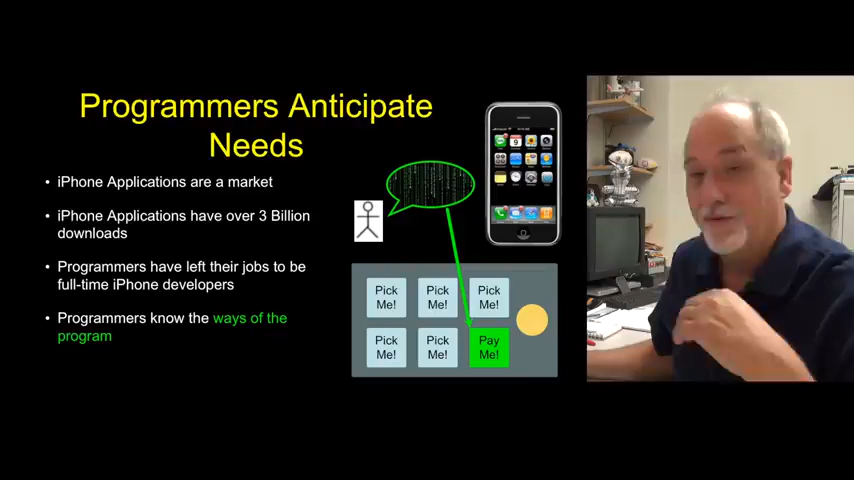 Programmers Anticipate
Needs
• iPhone Applications are a market
• iPhone Applications have over 3 Billion
downloads
• Programmers have left their jobs to be
full-time iPhone developers
• Programmers know the ways of the
program
Pick
Me!
Pick
Me!
Pick
Me!
Pick
Me!
Pick
Me!
Pay
Me!